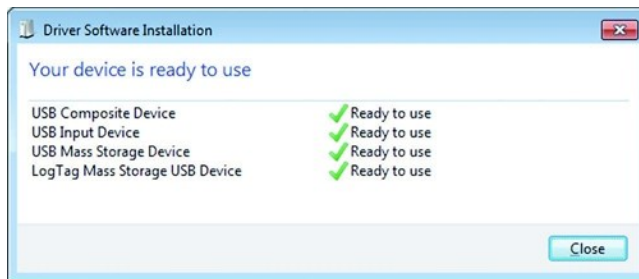 Driver Software Installation
Your device is ready to use
USB Composite Device Ready to use
USB Input Device Ready to use
USB Mass Storage Device Ready to use
LogTag Mass Storage USB Device Ready to use
Close